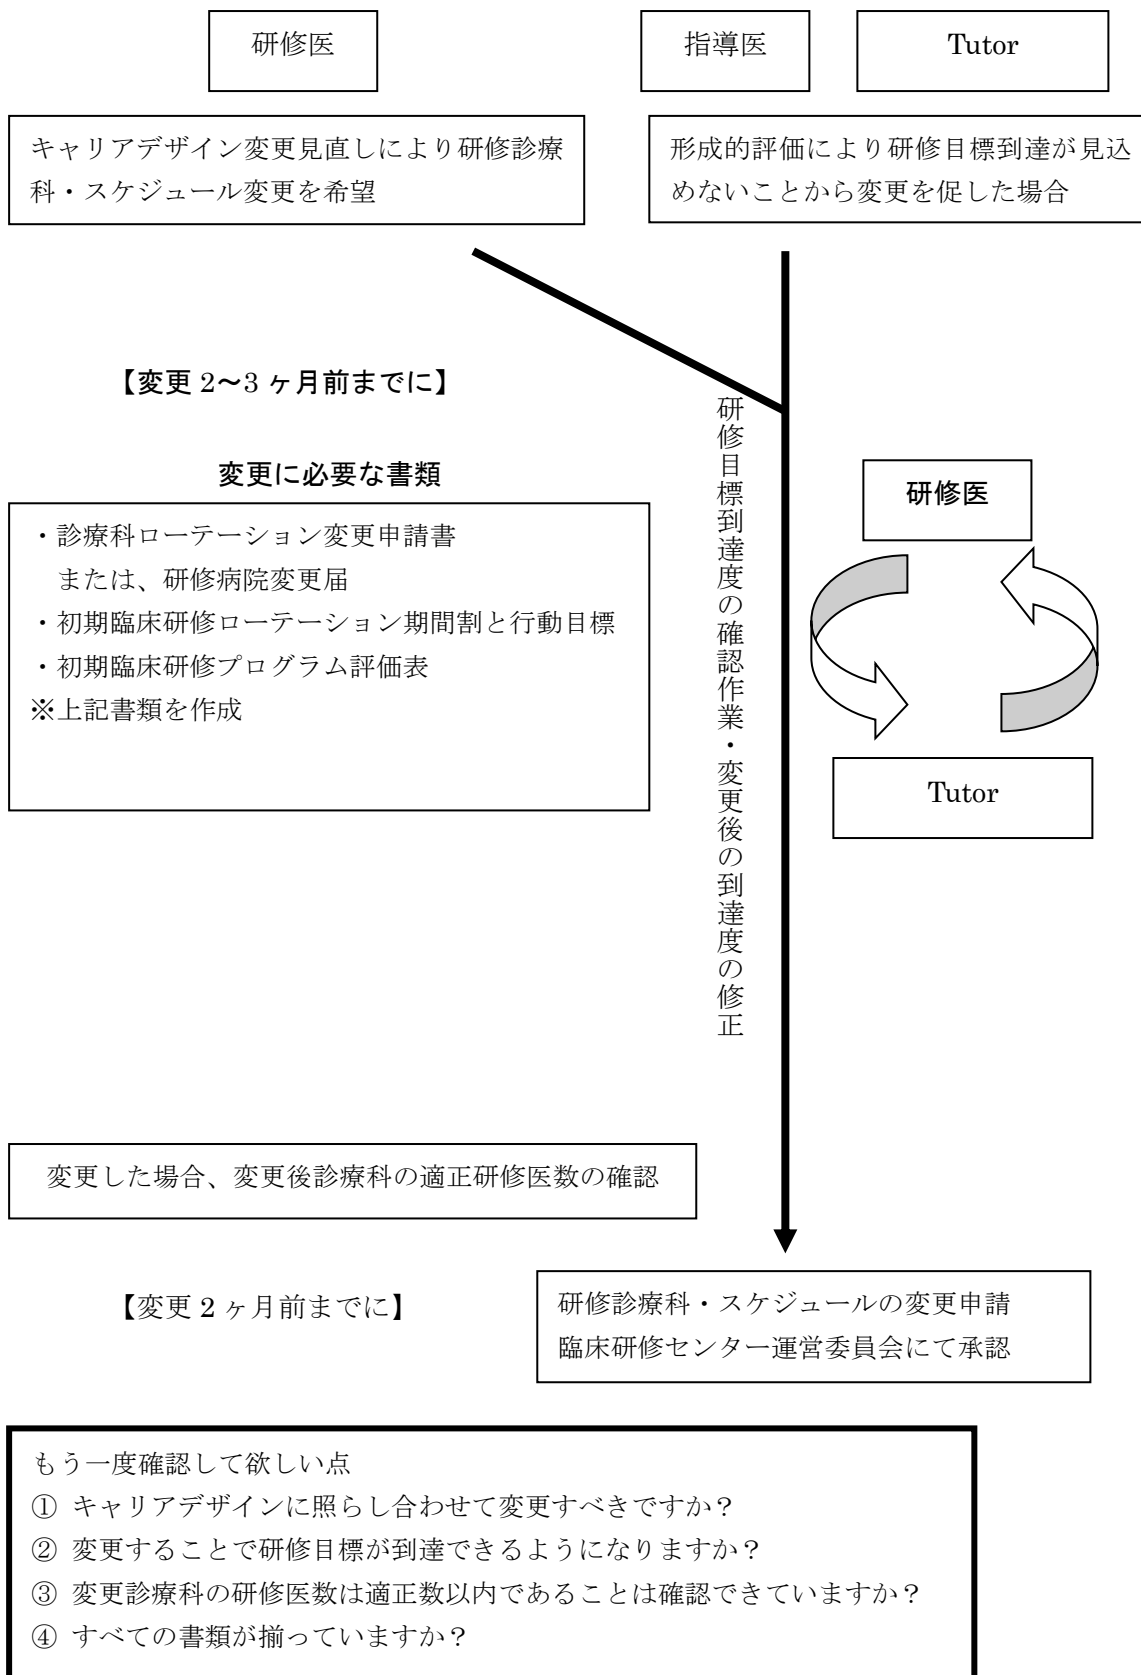 研修医
指導医
Tutor
キャリアデザイン変更見直しにより研修診療
科・スケジュール変更を希望
形成的評価により研修目標到達が見込
めないことから変更を促した場合
【変更 2～3 ヶ月前までに】
変更に必要な書類
・診療科ローテーション変更申請書
または、研修病院変更届
・初期臨床研修ローテーション期間割と行動目標
・初期臨床研修プログラム評価表
※上記書類を作成
研修目標到達度の確認作業・変更後の到達度の修正
研修医
Tutor
変更した場合、変更後診療科の適正研修医数の確認
【変更 2 ヶ月前までに】
研修診療科・スケジュールの変更申請
臨床研修センター運営委員会にて承認
もう一度確認して欲しい点
① キャリアデザインに照らし合わせて変更すべきですか？
② 変更することで研修目標が到達できるようになりますか？
③ 変更診療科の研修医数は適正数以内であることは確認できていますか？
④ すべての書類が揃っていますか？